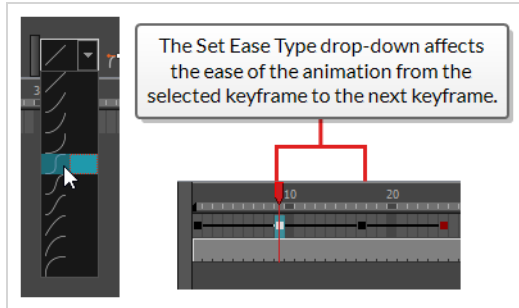 The Set Ease Type drop-down affects
the ease of the animation from the
selected keyframe to the next keyframe.
3
10
20